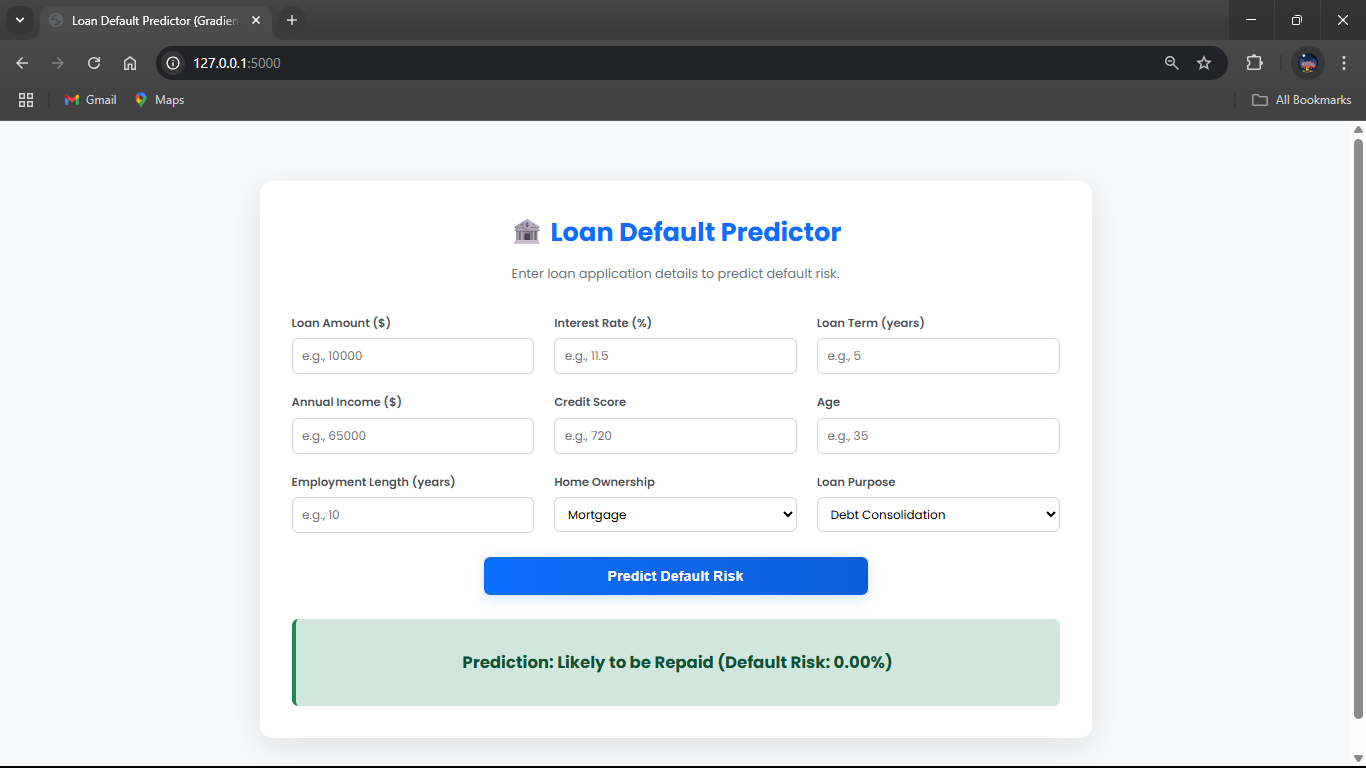 Loan Default Predictor (Gradien
127.0.0.1:5000
Gmail
Maps
All Bookmarks
Loan Default Predictor
Enter loan application details to predict default risk.
Loan Amount ($) Interest Rate (%) Loan Term (years)
e.g., 10000 e.g., 11.5 e.g., 5
Annual Income ($) Credit Score Age
e.g., 65000 e.g., 720 e.g., 35
Employment Length (years) Home Ownership Loan Purpose
e.g., 10 Mortgage Debt Consolidation
Predict Default Risk
Prediction: Likely to be Repaid (Default Risk: 0.00%)